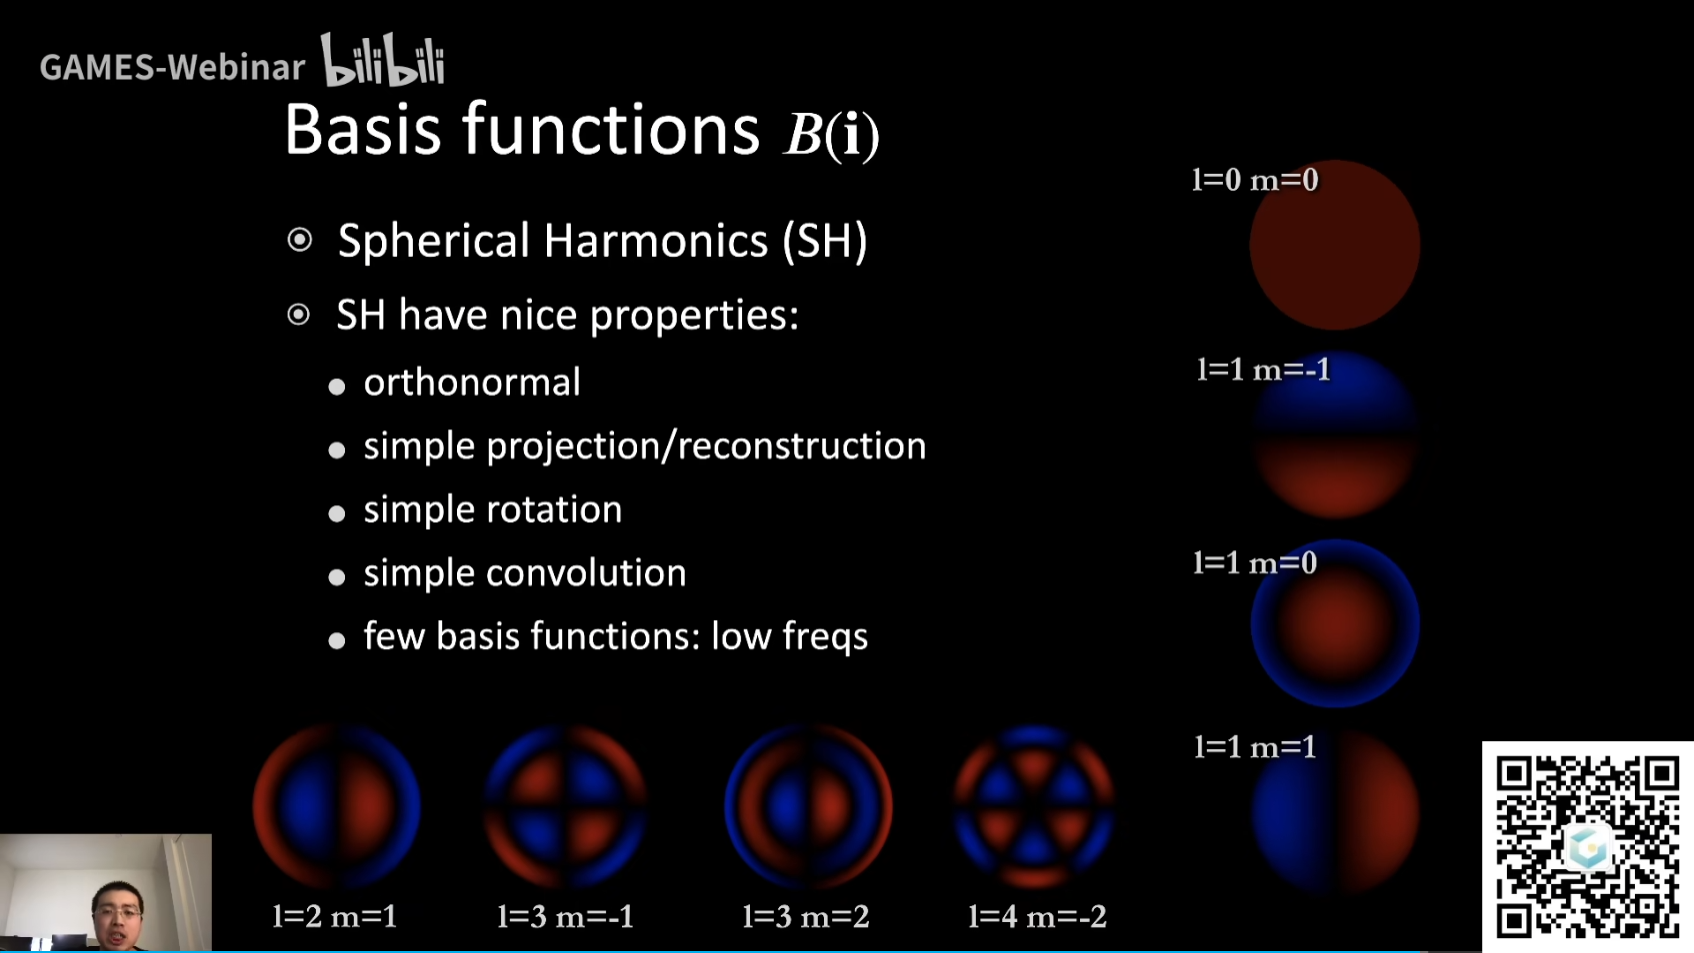 GAMES-Webinar bilibili
Basis functions B(i)
Spherical Harmonics (SH)
SH have nice properties:
orthonormal
simple projection/reconstruction
simple rotation
simple convolution
few basis functions: low freqs
l=0 m=0
l=1 m=-1
l=1 m=0
l=1 m=1
l=2 m=1
l=3 m=-1
l=3 m=2
l=4 m=-2